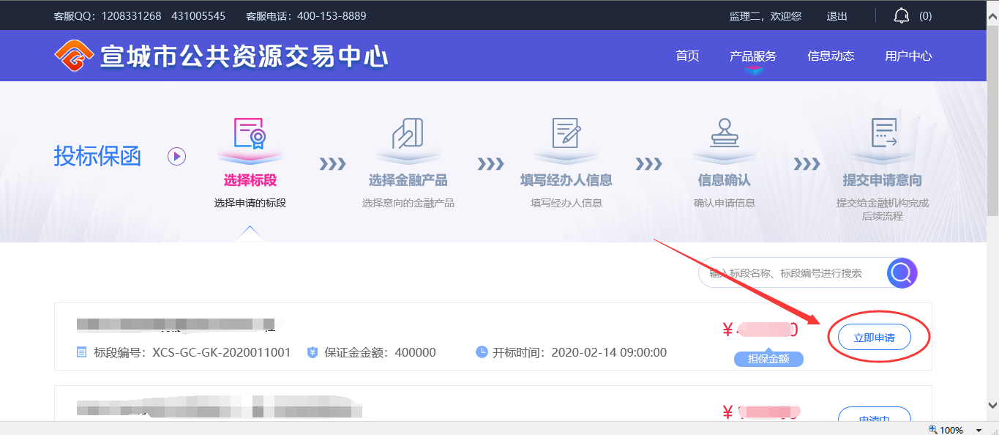 客服QQ：1208331268 431005545 客服电话：400-153-8889 监理二，欢迎您 退出 (0)
宣城市公共资源交易中心 首页 产品服务 信息动态 用户中心
投标保函
选择标段 选择金融产品 填写经办人信息 信息确认 提交申请意向
选择申请的标段 选择意向的金融产品 填写经办人信息 确认申请信息 提交给金融机构完成
后续流程
输入标段名称、标段编号进行搜索
¥
立即申请
标段编号：XCS-GC-GK-2020011001 保证金金额：400000 开标时间：2020-02-14 09:00:00
担保金额
¥
申请中
100%